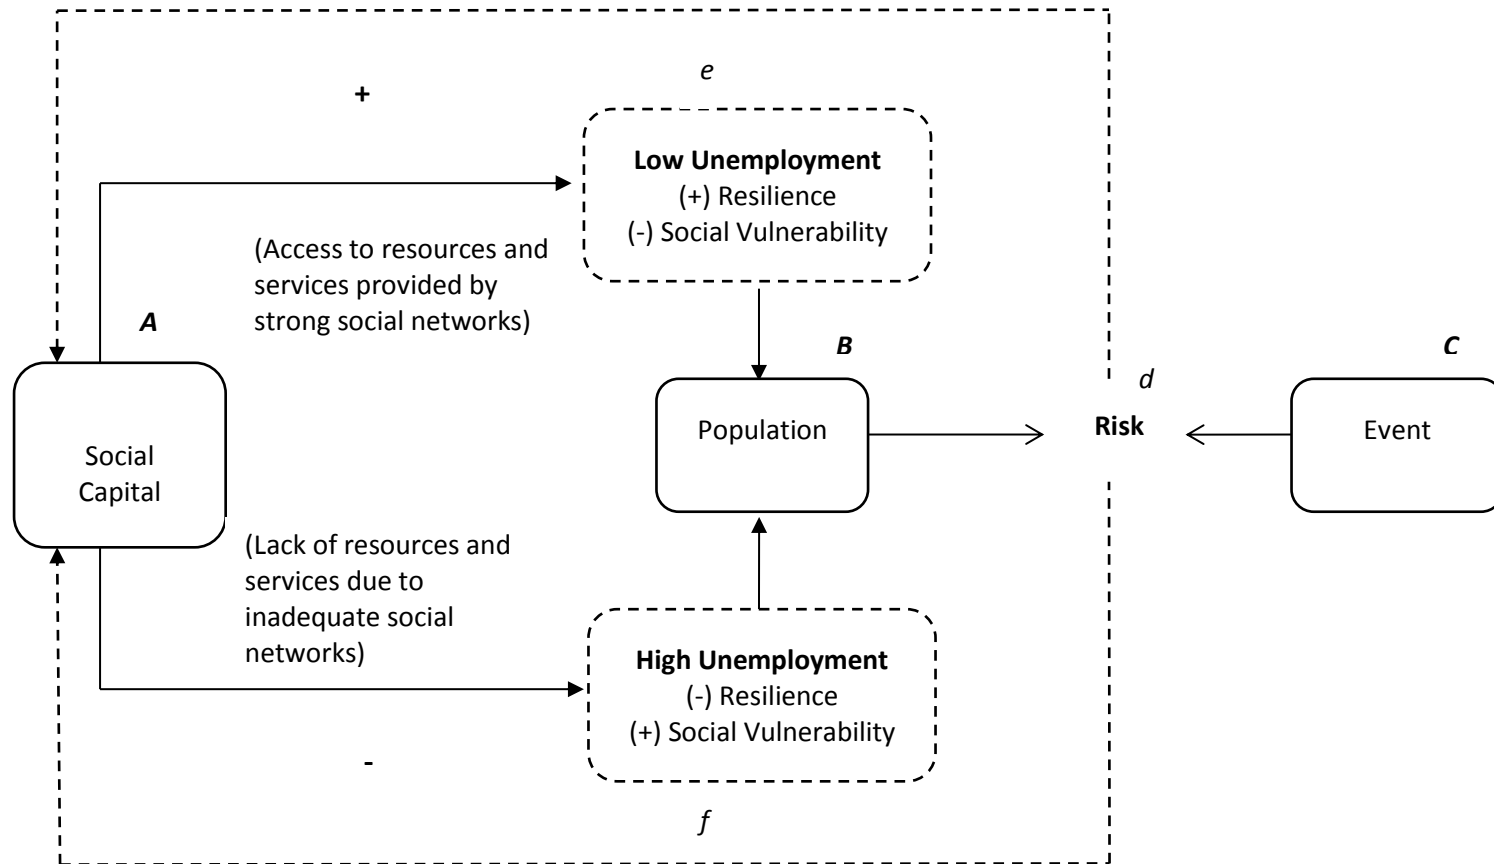 e
+
Low Unemployment
(+) Resilience
(-) Social Vulnerability
(Access to resources and
services provided by
strong social networks)
A
B
C
d
Social
Capital
Population
Risk
Event
(Lack of resources and
services due to
inadequate social
networks)
High Unemployment
(-) Resilience
(+) Social Vulnerability
-
f